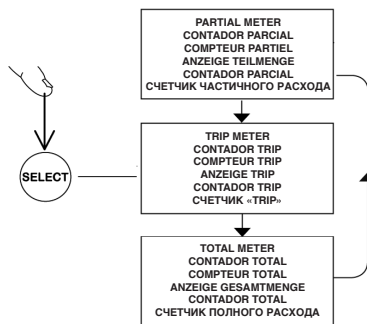 PARTIAL METER
CONTADOR PARCIAL
COMPTEUR PARTIEL
ANZEIGE TEILMENGE
CONTADOR PARCIAL
СЧЕТЧИК ЧАСТИЧНОГО РАСХОДА
SELECT
TRIP METER
CONTADOR TRIP
COMPTEUR TRIP
ANZEIGE TRIP
CONTADOR TRIP
СЧЕТЧИК «TRIP»
TOTAL METER
CONTADOR TOTAL
COMPTEUR TOTAL
ANZEIGE GESAMTMENGE
CONTADOR TOTAL
СЧЕТЧИК ПОЛНОГО РАСХОДА